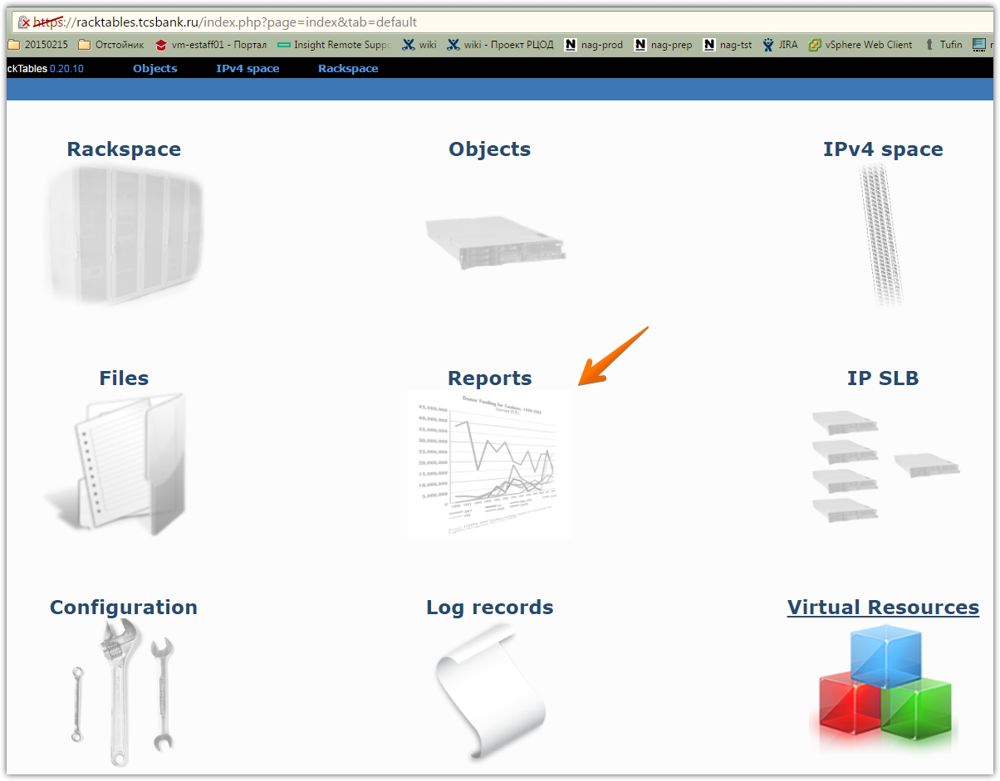 https://racktables.tcsbank.ru/index.php?page=index&tab=default
20150215 Отстойник vm-estaff01 - Портал Insight Remote Suppo wiki wiki - Проект РЦОД nag-prod nag-prep nag-tst JIRA vSphere Web Client Tufin
ckTables 0.20.10 Objects IPv4 space Rackspace
Rackspace Objects IPv4 space
Files Reports IP SLB
45,000,000
40,000,000
35,000,000
30,000,000
25,000,000
20,000,000
15,000,000
10,000,000
5,000,000
0
Configuration Log records Virtual Resources